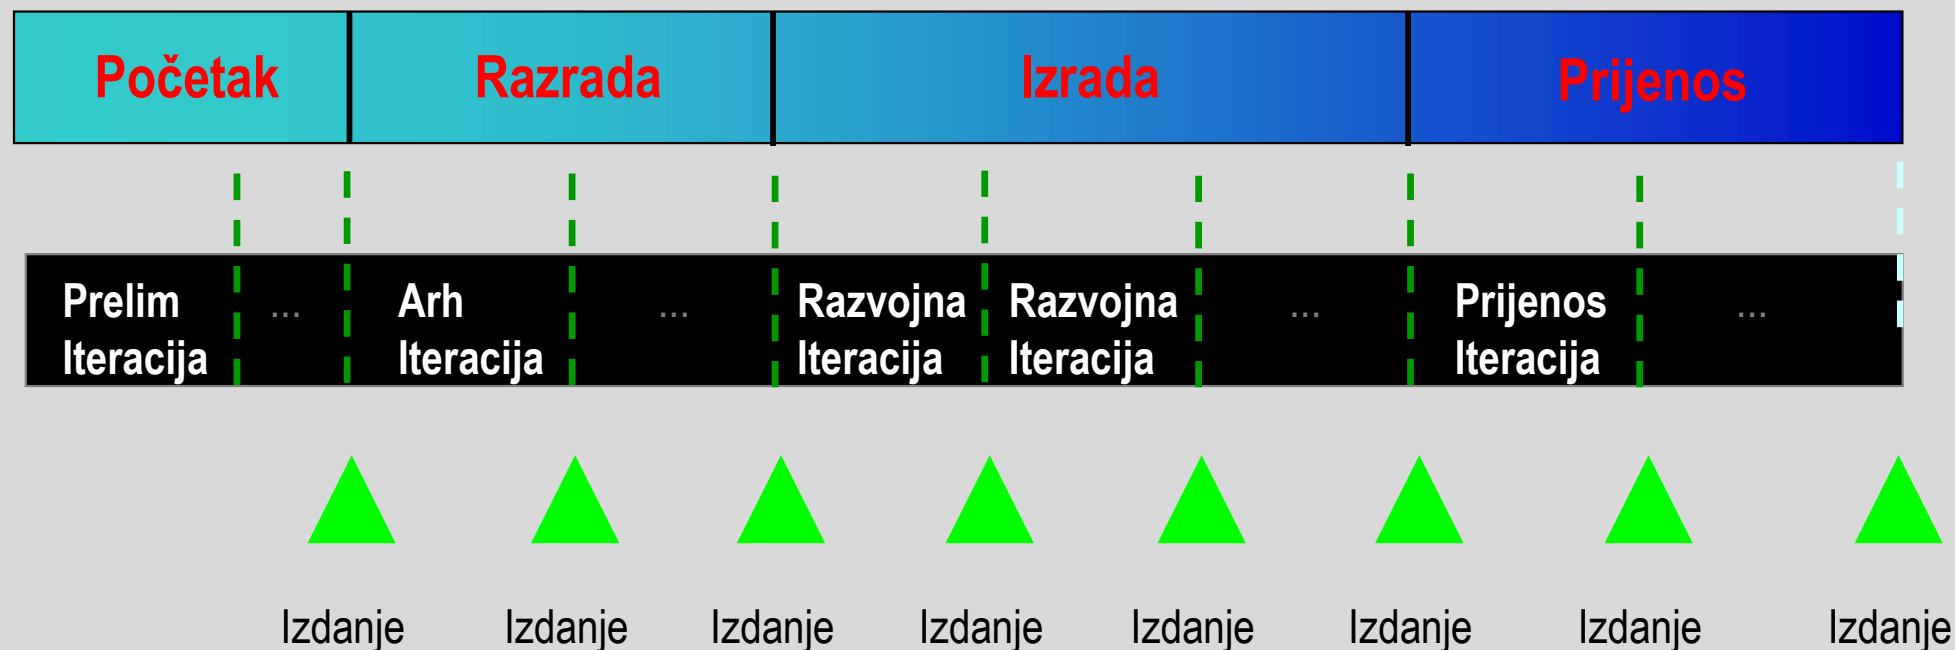 Početak Razrada Izrada Prijenos
Prelim ... Arh ... Razvojna Razvojna ... Prijenos ...
Iteracija Iteracija Iteracija Iteracija Iteracija
Izdanje Izdanje Izdanje Izdanje Izdanje Izdanje Izdanje Izdanje